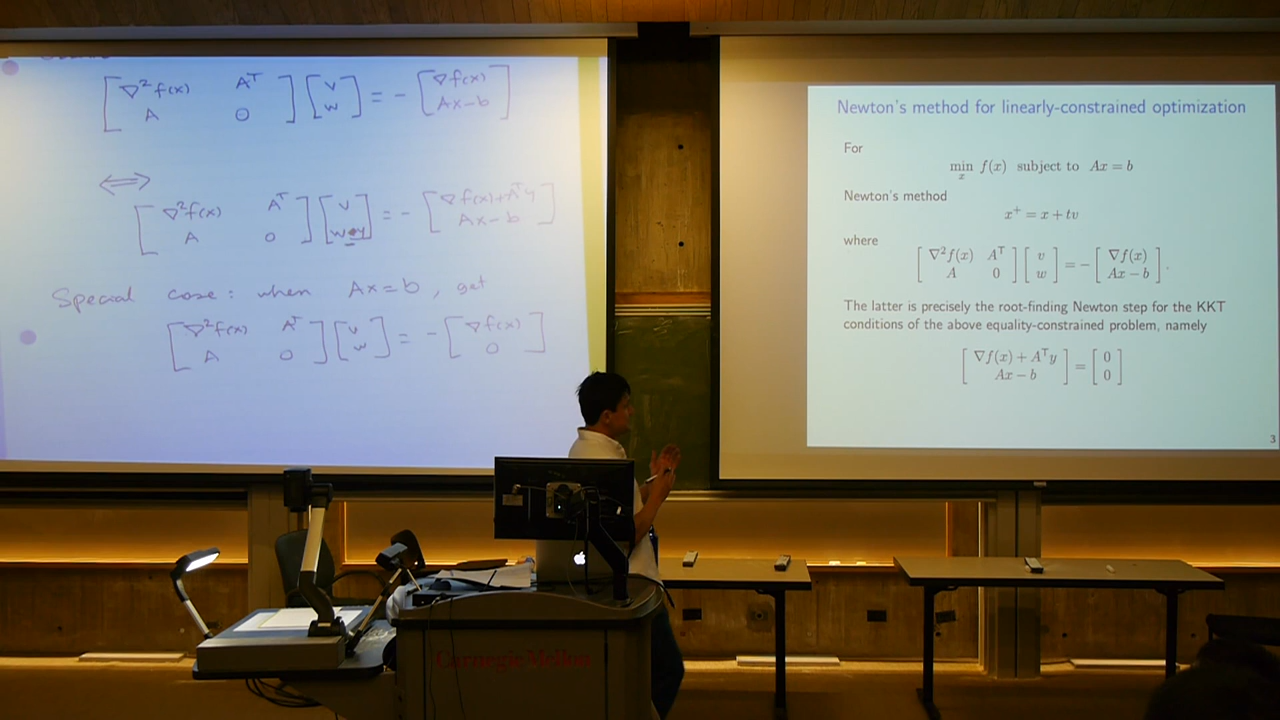 [ ∇²f(x) Aᵀ ] [ v ] = - [ ∇f(x) ]
[ A 0 ] [ w ] [ Ax-b ]
⟺
[ ∇²f(x) Aᵀ ] [ v ] = - [ ∇f(x)+Aᵀy ]
[ A 0 ] [ w-y ] [ Ax-b ]
Special case: when Ax=b, get
[ ∇²f(x) Aᵀ ] [ v ] = - [ ∇f(x) ]
[ A 0 ] [ w ] [ 0 ]
Newton's method for linearly-constrained optimization
For
min f(x) subject to Ax = b
x
Newton's method
x⁺ = x + tv
where
[ ∇²f(x) Aᵀ ] [ v ] = - [ ∇f(x) ] .
[ A 0 ] [ w ] [ Ax - b ]
The latter is precisely the root-finding Newton step for the KKT
conditions of the above equality-constrained problem, namely
[ ∇f(x) + Aᵀy ] = [ 0 ]
[ Ax - b ] [ 0 ]
3
Carnegie Mellon